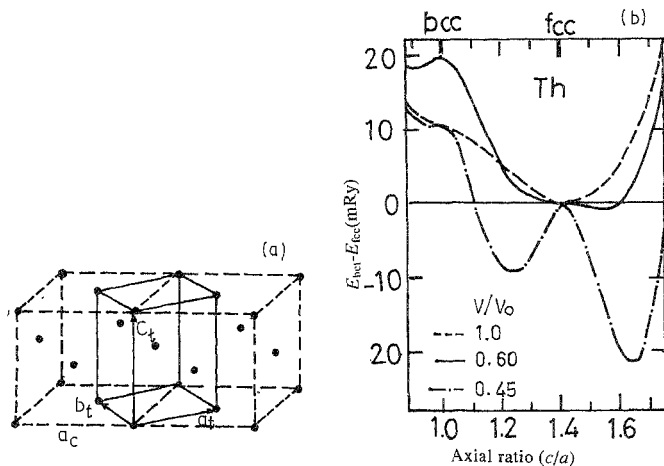 (a)
C_t
b_t
a_t
a_c
bcc fcc (b)
20
Th
10
0
-10
20
E_bct-E_fcc(mRy)
V/V₀
1.0
0.60
0.45
1.0 1.2 1.4 1.6
Axial ratio (c/a)